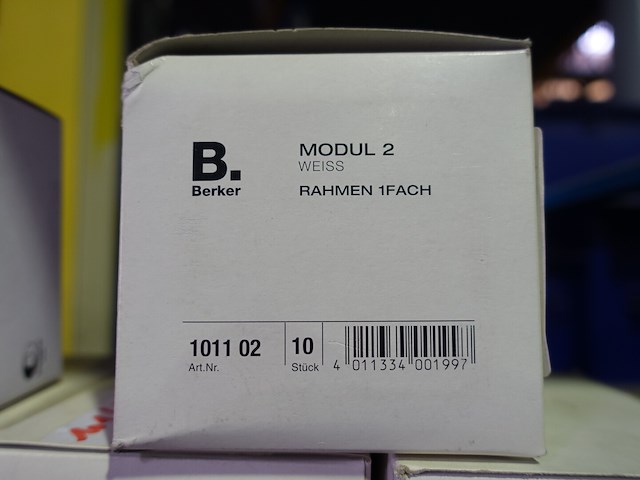 B.
Berker
MODUL 2
WEISS
RAHMEN 1FACH
1011 02
Art.Nr.
10
Stück
4 011334 001997